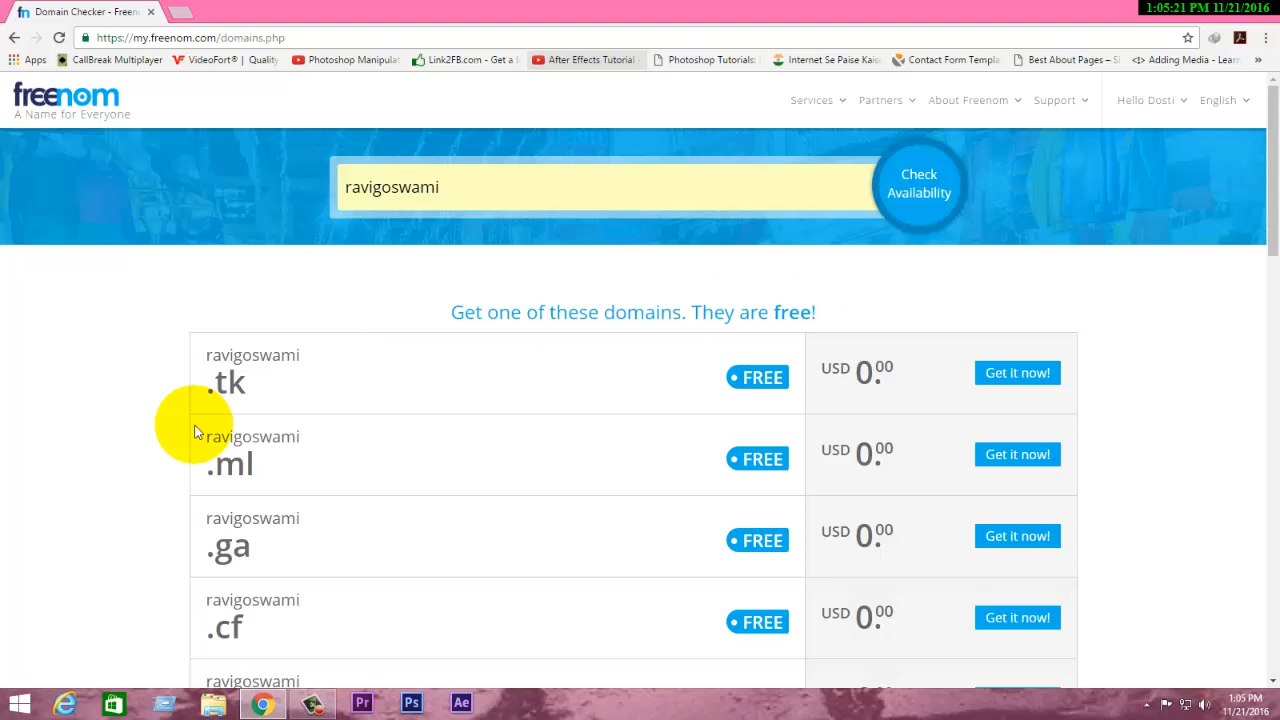 1:05:21 PM 11/21/2016
Domain Checker - Freen
https://my.freenom.com/domains.php
Apps
CallBreak Multiplayer
VideoFort® | Quality
Photoshop Manipulat
Link2FB.com - Get a l
After Effects Tutorial
Photoshop Tutorials:
Internet Se Paise Kais
Contact Form Templa
Best About Pages – Sl
Adding Media - Learn
freenom
A Name for Everyone
Services
Partners
About Freenom
Support
Hello Dosti
English
ravigoswami
Check
Availability
Get one of these domains. They are free!
ravigoswami
.tk
FREE
USD 0.00
Get it now!
ravigoswami
.ml
FREE
USD 0.00
Get it now!
ravigoswami
.ga
FREE
USD 0.00
Get it now!
ravigoswami
.cf
FREE
USD 0.00
Get it now!
ravigoswami
Pr
Ps
Ae
1:05 PM
11/21/2016